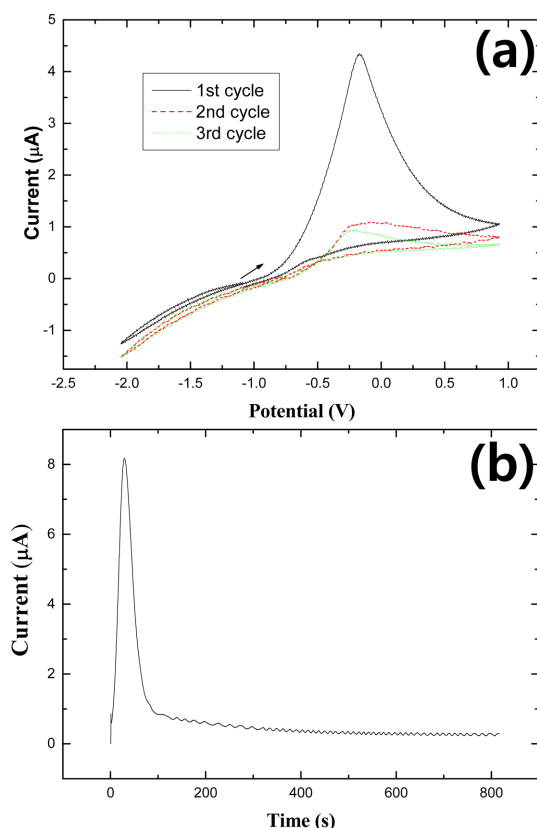 (a)
1st cycle
2nd cycle
3rd cycle
Current (μA)
5
4
3
2
1
0
-1
-2.5 -2.0 -1.5 -1.0 -0.5 0.0 0.5 1.0
Potential (V)
(b)
Current (μA)
8
6
4
2
0
0 200 400 600 800
Time (s)